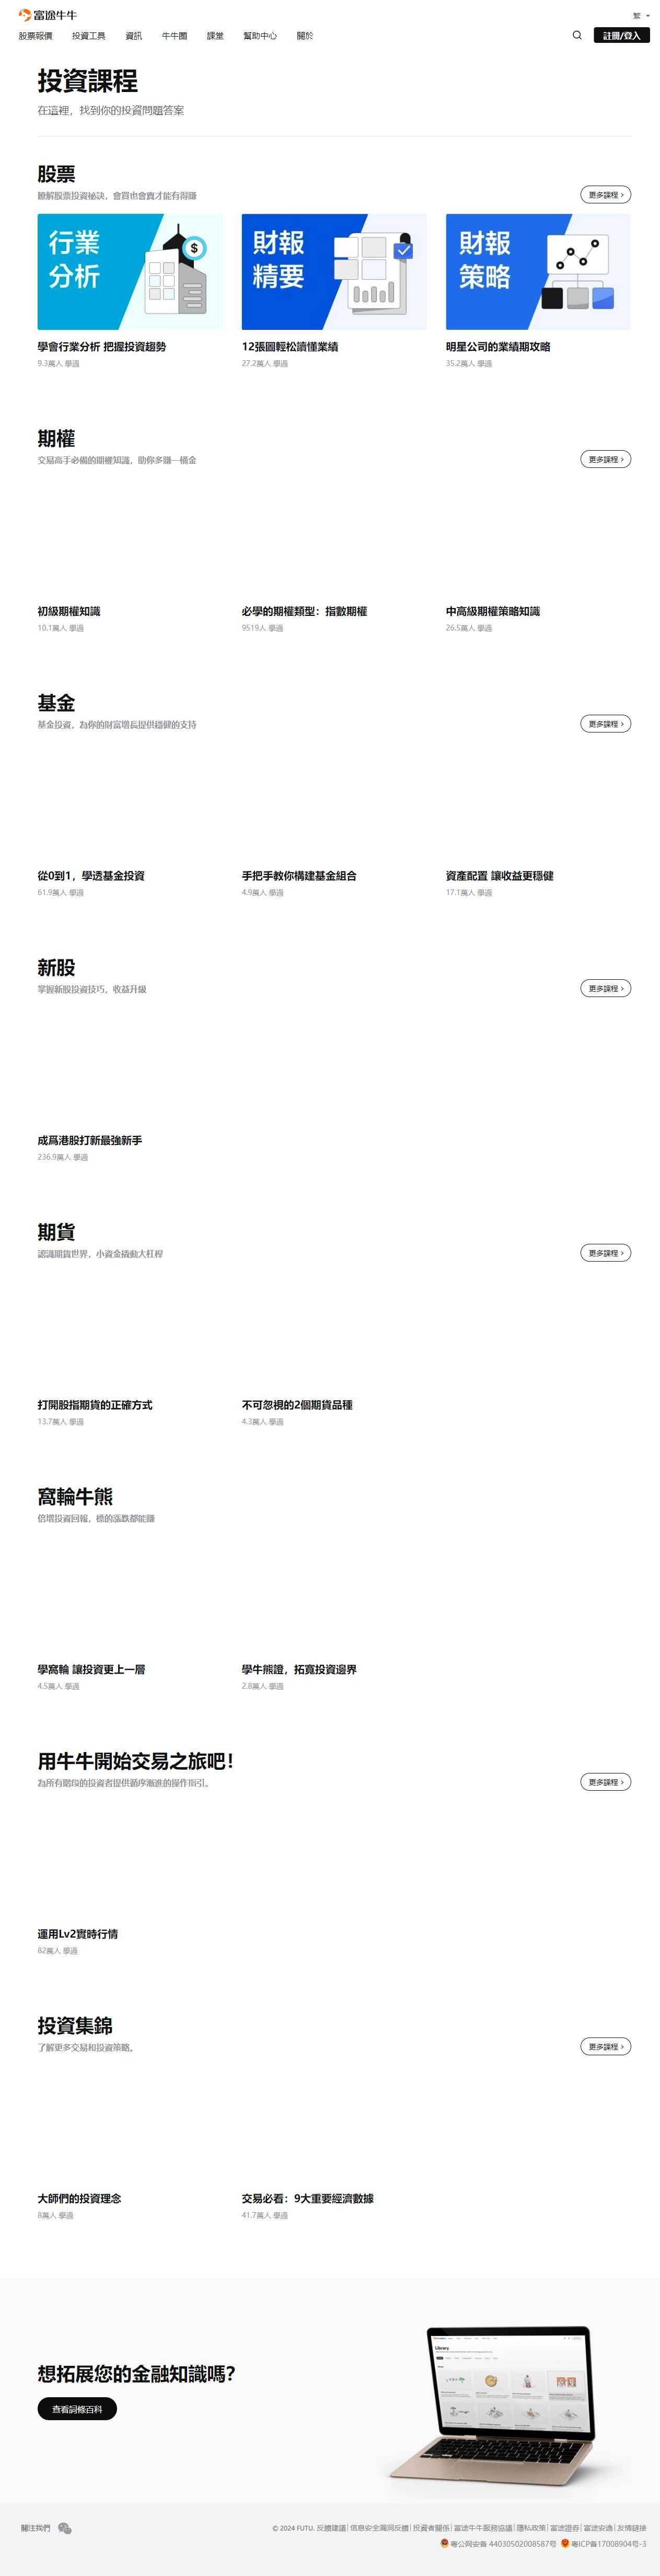 富途牛牛
繁
股票報價 投資工具 資訊 牛牛圈 課堂 幫助中心 關於
註冊/登入
投資課程
在這裡，找到你的投資問題答案
股票
瞭解股票投資祕訣，會買也會賣才能有得賺
更多課程 >
行業
分析
財報
精要
財報
策略
學會行業分析 把握投資趨勢
9.3萬人 學過
12張圖輕松讀懂業績
27.2萬人 學過
明星公司的業績期攻略
35.2萬人 學過
期權
交易高手必備的期權知識，助你多賺一桶金
更多課程 >
初級期權知識
10.1萬人 學過
必學的期權類型：指數期權
9519人 學過
中高級期權策略知識
26.5萬人 學過
基金
基金投資，為你的財富增長提供穩健的支持
更多課程 >
從0到1，學透基金投資
61.9萬人 學過
手把手教你構建基金組合
4.9萬人 學過
資產配置 讓收益更穩健
17.1萬人 學過
新股
掌握新股投資技巧，收益升級
更多課程 >
成爲港股打新最強新手
236.9萬人 學過
期貨
認識期貨世界，小資金撬動大杠桿
更多課程 >
打開股指期貨的正確方式
13.7萬人 學過
不可忽視的2個期貨品種
4.3萬人 學過
窩輪牛熊
倍增投資回報，標的漲跌都能賺
學窩輪 讓投資更上一層
4.5萬人 學過
學牛熊證，拓寬投資邊界
2.8萬人 學過
用牛牛開始交易之旅吧！
為所有階段的投資者提供循序漸進的操作指引。
更多課程 >
運用Lv2實時行情
82萬人 學過
投資集錦
了解更多交易和投資策略。
更多課程 >
大師們的投資理念
8萬人 學過
交易必看：9大重要經濟數據
41.7萬人 學過
想拓展您的金融知識嗎？
查看詞條百科
Library
關注我們
© 2024 FUTU. 反饋建議| 信息安全漏洞反饋| 投資者關係| 富途牛牛服務協議| 隱私政策| 富途證券| 富途安逸| 友情鏈接
粤公网安备 44030502008587号 粤ICP备17008904号-3